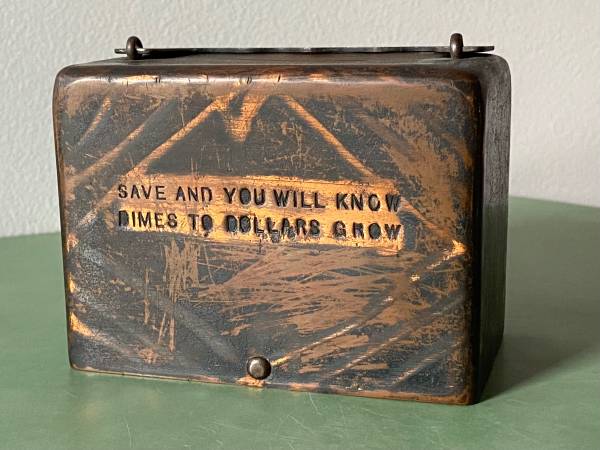 SAVE AND YOU WILL KNOW
DIMES TO DOLLARS GROW